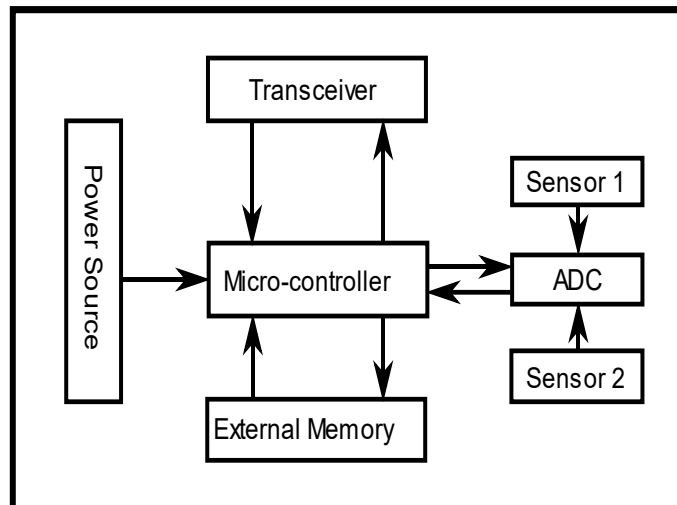 Transceiver
Power Source
Sensor 1
Micro-controller
ADC
Sensor 2
External Memory